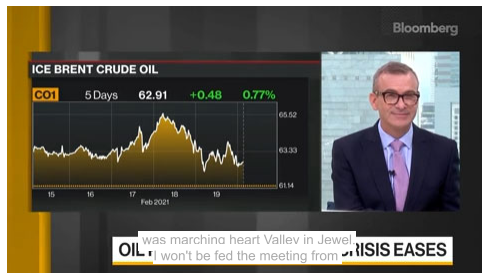 Bloomberg
ICE BRENT CRUDE OIL
CO1 5 Days 62.91 +0.48 0.77%
65.52
63.33
61.14
15 16 17 18 19
Feb 2021
OIL RISIS EASES
was marching heart Valley in Jewel
I won't be fed the meeting from